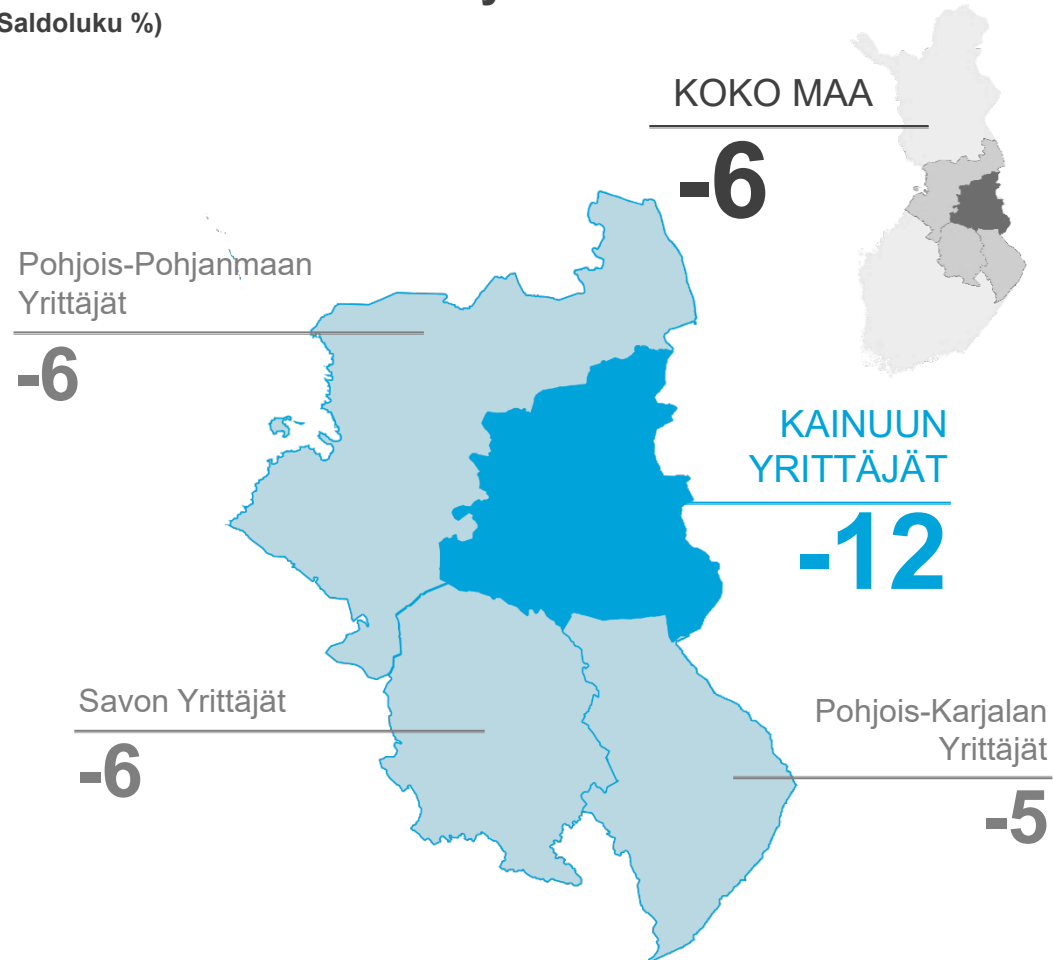 Saldoluku %)
KOKO MAA
-6
Pohjois-Pohjanmaan
Yrittäjät
-6
KAINUUN
YRITTÄJÄT
-12
Savon Yrittäjät
-6
Pohjois-Karjalan
Yrittäjät
-5